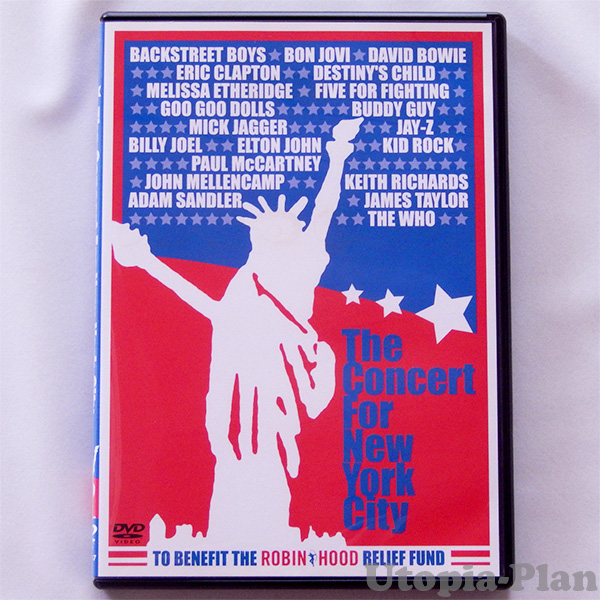 BACKSTREET BOYS ★ BON JOVI ★ DAVID BOWIE
ERIC CLAPTON ★★ DESTINY'S CHILD
MELISSA ETHERIDGE ★ FIVE FOR FIGHTING
GOO GOO DOLLS ★★★★★ BUDDY GUY
MICK JAGGER JAY-Z
BILLY JOEL ★ ELTON JOHN KID ROCK
PAUL McCARTNEY
JOHN MELLENCAMP KEITH RICHARDS
ADAM SANDLER JAMES TAYLOR
THE WHO
The
Concert
For
New
York
City
DVD
VIDEO
TO BENEFIT THE ROBIN HOOD RELIEF FUND
Utopia-Plan